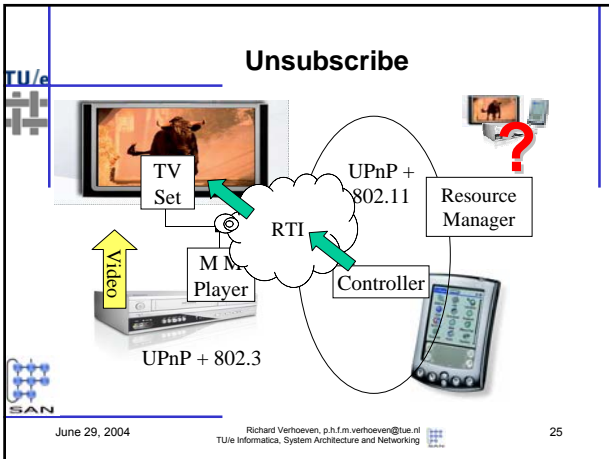 Unsubscribe
TU/e
TV
Set
UPnP +
802.11
Resource
Manager
?
RTI
Video
M M
Player
Controller
UPnP + 802.3
SAN
June 29, 2004
Richard Verhoeven, p.h.f.m.verhoeven@tue.nl
TU/e Informatica, System Architecture and Networking
25